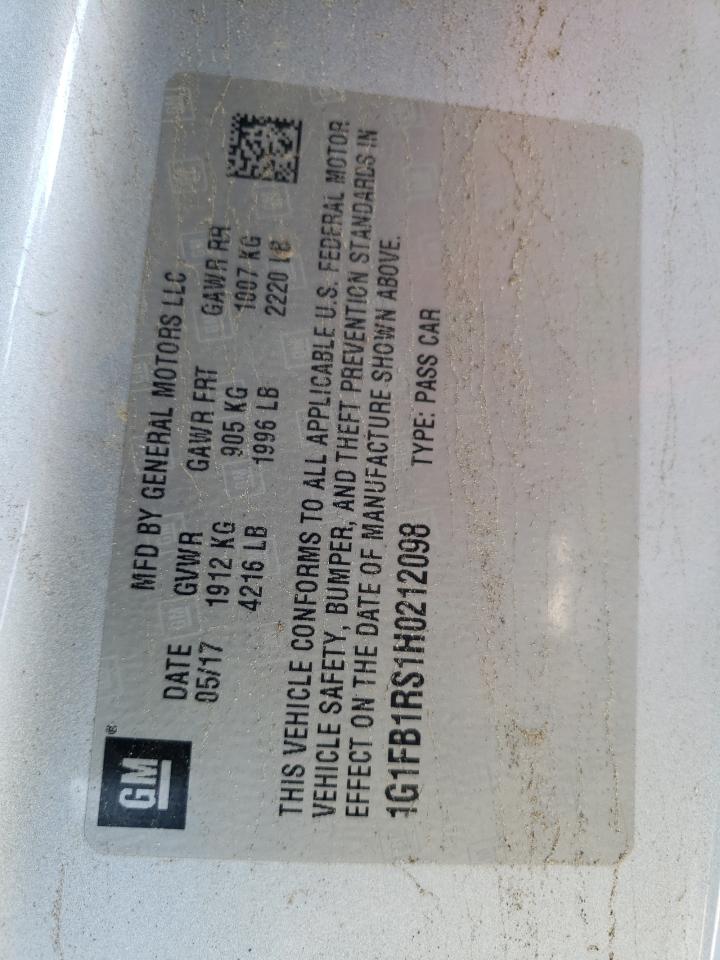 GM®
MFD BY GENERAL MOTORS LLC
DATE GVWR GAWR FRT GAWR RR
05/17 1912 KG 905 KG 1007 KG
4216 LB 1996 LB 2220 LB
THIS VEHICLE CONFORMS TO ALL APPLICABLE U.S. FEDERAL MOTOR
VEHICLE SAFETY, BUMPER, AND THEFT PREVENTION STANDARDS IN
EFFECT ON THE DATE OF MANUFACTURE SHOWN ABOVE.
1G1FB1RS1H0212098 TYPE: PASS CAR